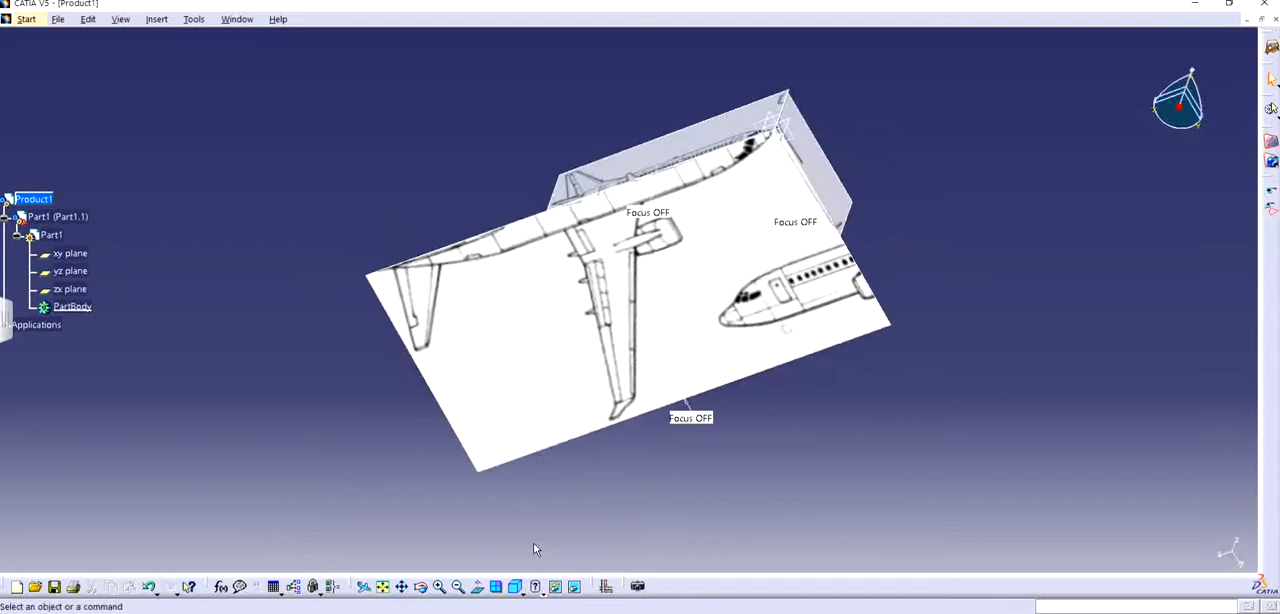 CATIA V5 - [Product1]
Start File Edit View Insert Tools Window Help
Product1
Part1 (Part1.1)
Part1
xy plane
yz plane
zx plane
PartBody
Applications
Focus OFF
Focus OFF
Focus OFF
f(x)
Select an object or a command
CATIA